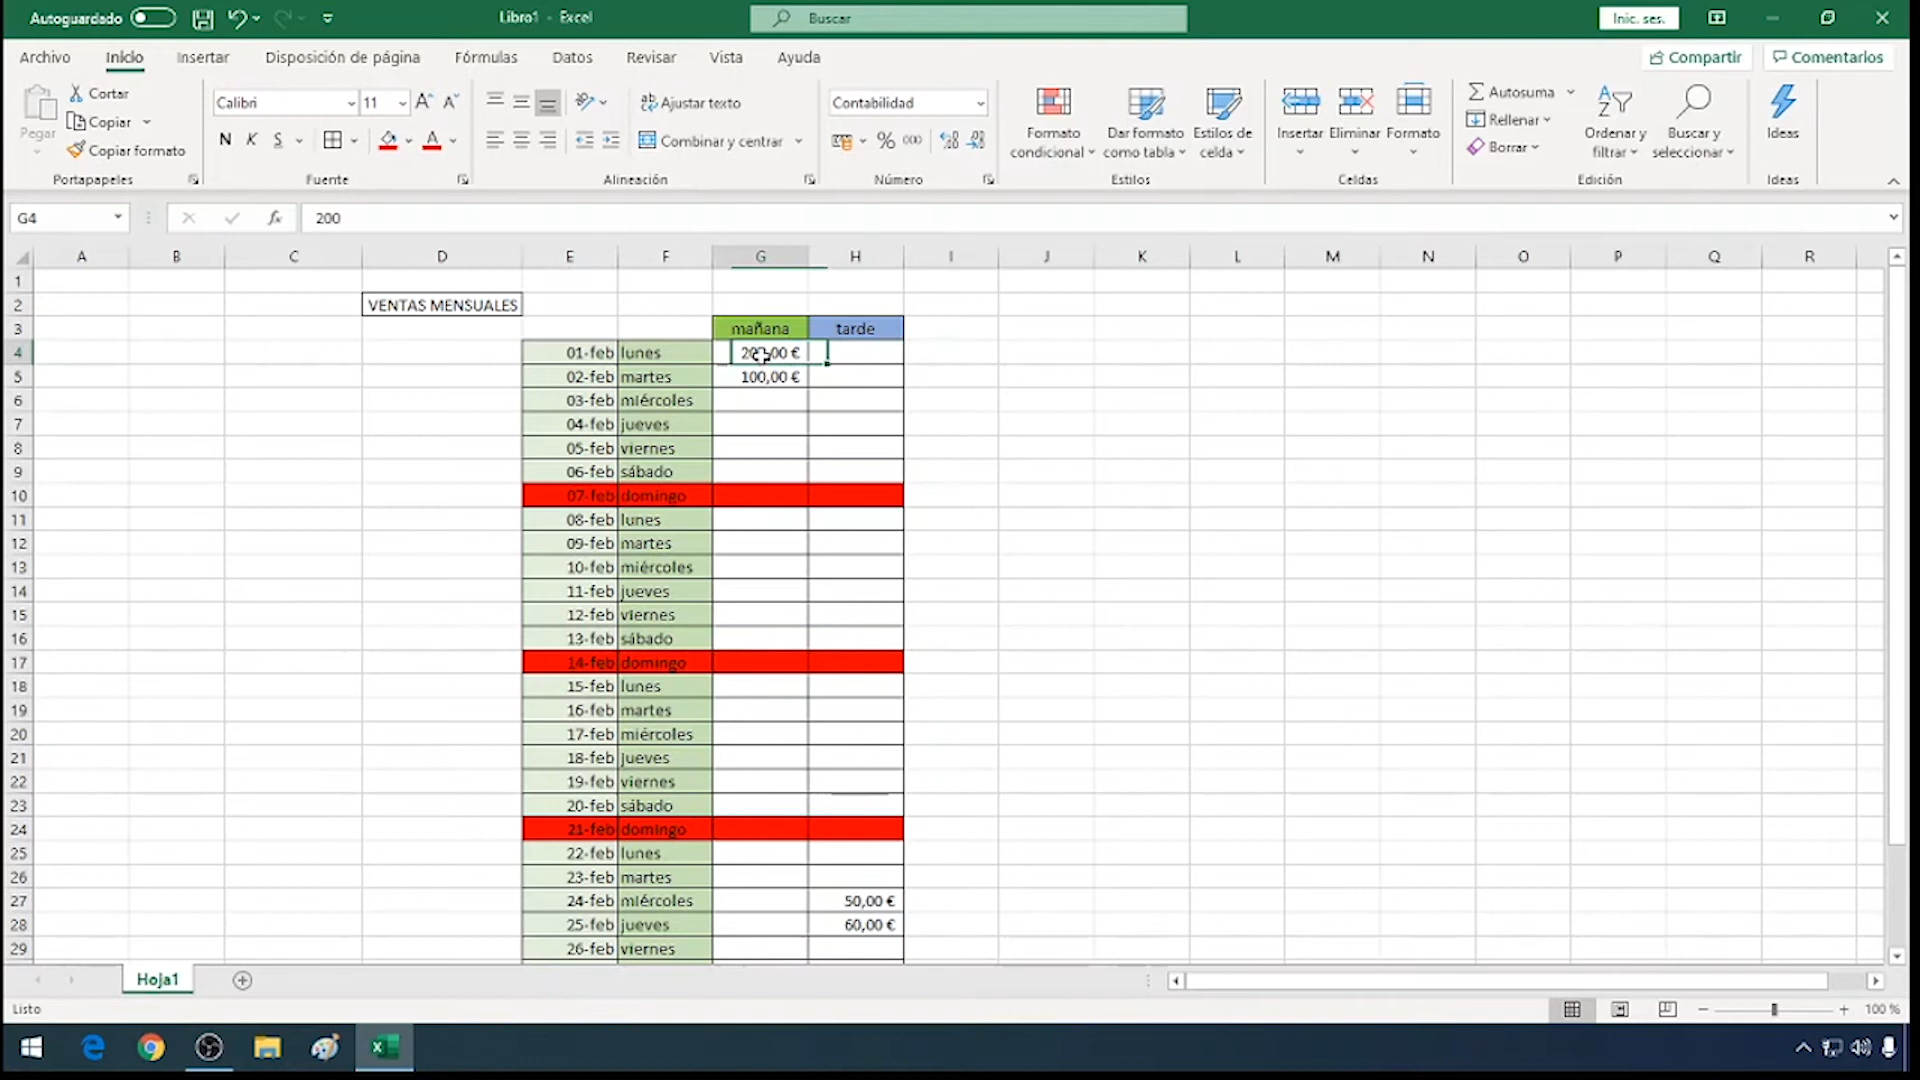 Autoguardado
Libro1 - Excel
Buscar
Inic. ses.
Archivo Inicio Insertar Disposición de página Fórmulas Datos Revisar Vista Ayuda
Compartir Comentarios
Pegar
Cortar
Copiar
Copiar formato
Portapapeles
Calibri 11
N K S
Fuente
Ajustar texto
Combinar y centrar
Alineación
Contabilidad
% 000
Número
Formato condicional
Dar formato como tabla
Estilos de celda
Estilos
Insertar Eliminar Formato
Celdas
Autosuma
Rellenar
Borrar
Ordenar y filtrar
Buscar y seleccionar
Edición
Ideas
Ideas
G4 fx 200
A B C D E F G H I J K L M N O P Q R
1
2 VENTAS MENSUALES
3 mañana tarde
4 01-feb lunes
5 02-feb martes 100,00 €
6 03-feb miércoles
7 04-feb jueves
8 05-feb viernes
9 06-feb sábado
10 07-feb domingo
11 08-feb lunes
12 09-feb martes
13 10-feb miércoles
14 11-feb jueves
15 12-feb viernes
16 13-feb sábado
17 14-feb domingo
18 15-feb lunes
19 16-feb martes
20 17-feb miércoles
21 18-feb jueves
22 19-feb viernes
23 20-feb sábado
24 21-feb domingo
25 22-feb lunes
26 23-feb martes
27 24-feb miércoles 50,00 €
28 25-feb jueves 60,00 €
29 26-feb viernes
Hoja1
Listo
100 %